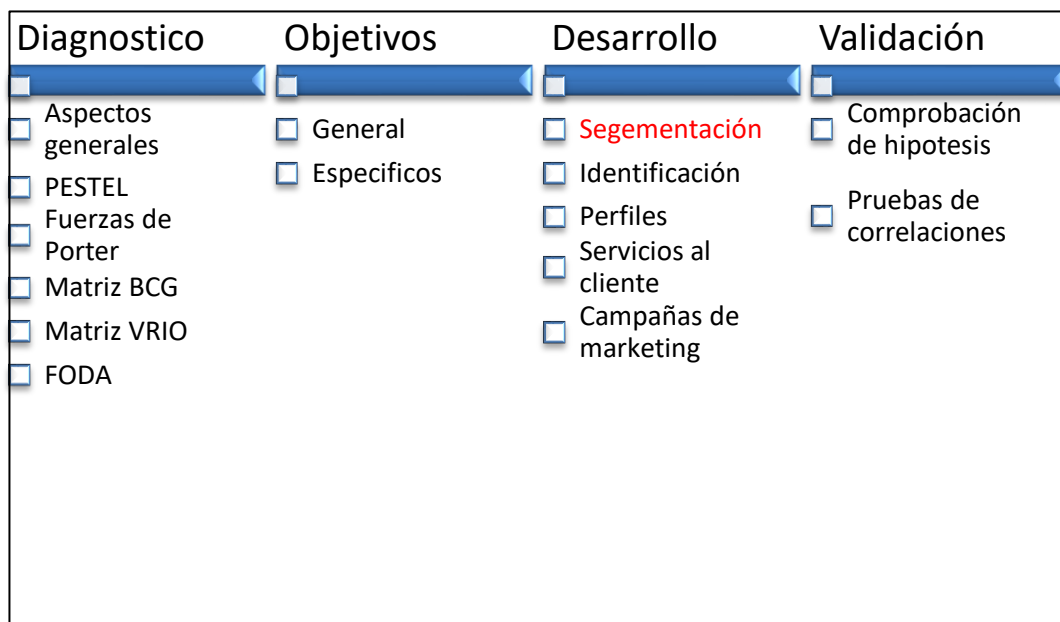 Diagnostico
Aspectos
generales
PESTEL
Fuerzas de
Porter
Matriz BCG
Matriz VRIO
FODA
Objetivos
General
Especificos
Desarrollo
Segementación
Identificación
Perfiles
Servicios al
cliente
Campañas de
marketing
Validación
Comprobación
de hipotesis
Pruebas de
correlaciones